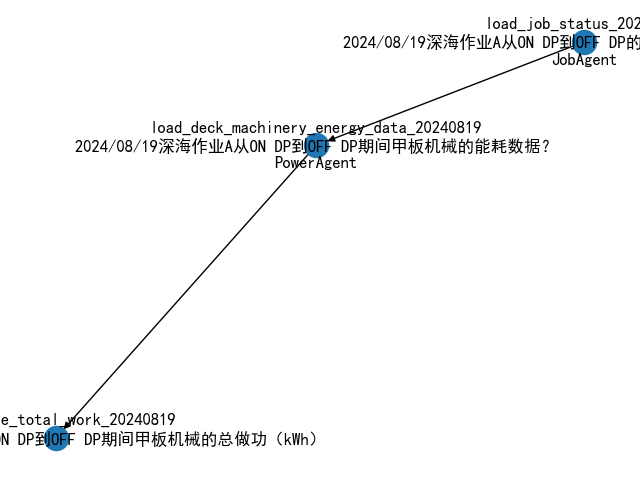 load_job_status_202
2024/08/19深海作业A从ON DP到OFF DP的
JobAgent
load_deck_machinery_energy_data_20240819
2024/08/19深海作业A从ON DP到OFF DP期间甲板机械的能耗数据？
PowerAgent
e_total_work_20240819
ON DP到OFF DP期间甲板机械的总做功（kWh）